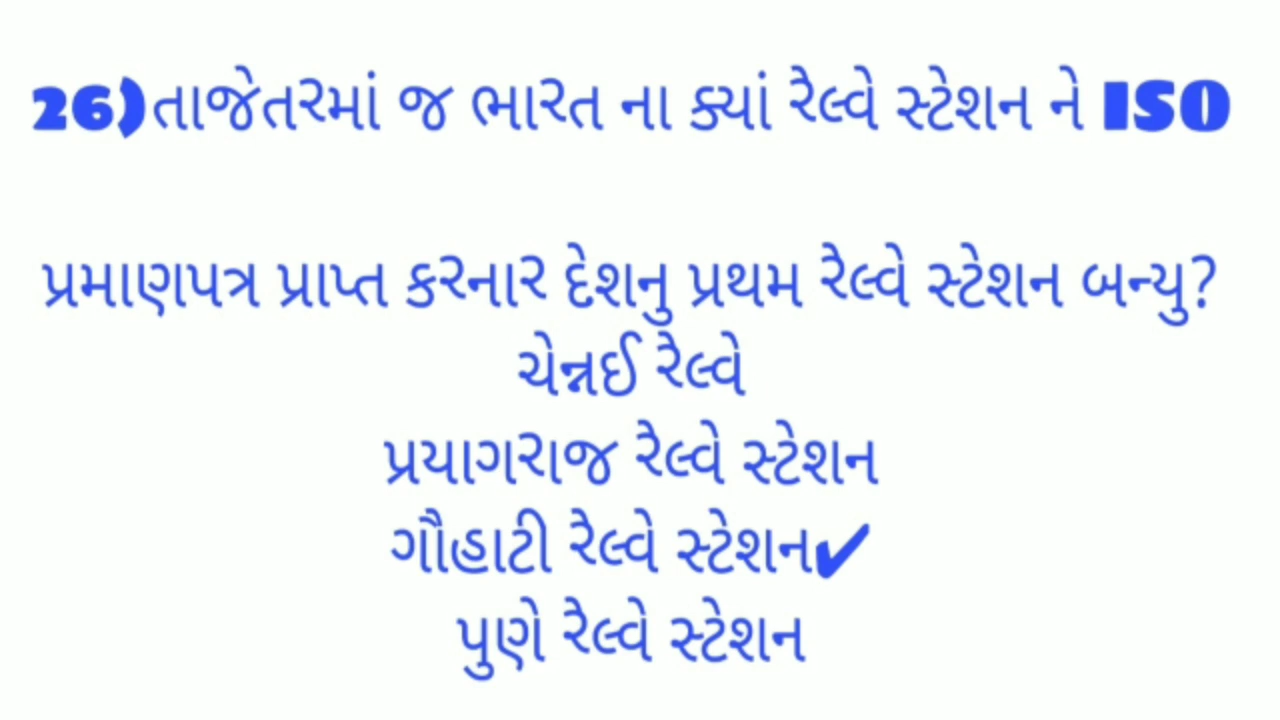 26)તાજેતરમાં જ ભારત ના ક્યાં રેલ્વે સ્ટેશન ને ISO
પ્રમાણપત્ર પ્રાપ્ત કરનાર દેશનુ પ્રથમ રેલ્વે સ્ટેશન બન્યુ?
ચેન્નઈ રેલ્વે
પ્રયાગરાજ રેલ્વે સ્ટેશન
ગૌહાટી રેલ્વે સ્ટેશન✔
પુણે રેલ્વે સ્ટેશન